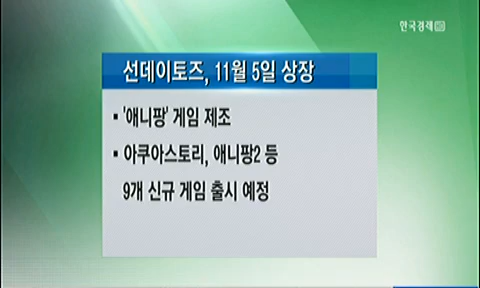 한국경제
선데이토즈, 11월 5일 상장
▪ '애니팡' 게임 제조
▪ 아쿠아스토리, 애니팡2 등
9개 신규 게임 출시 예정